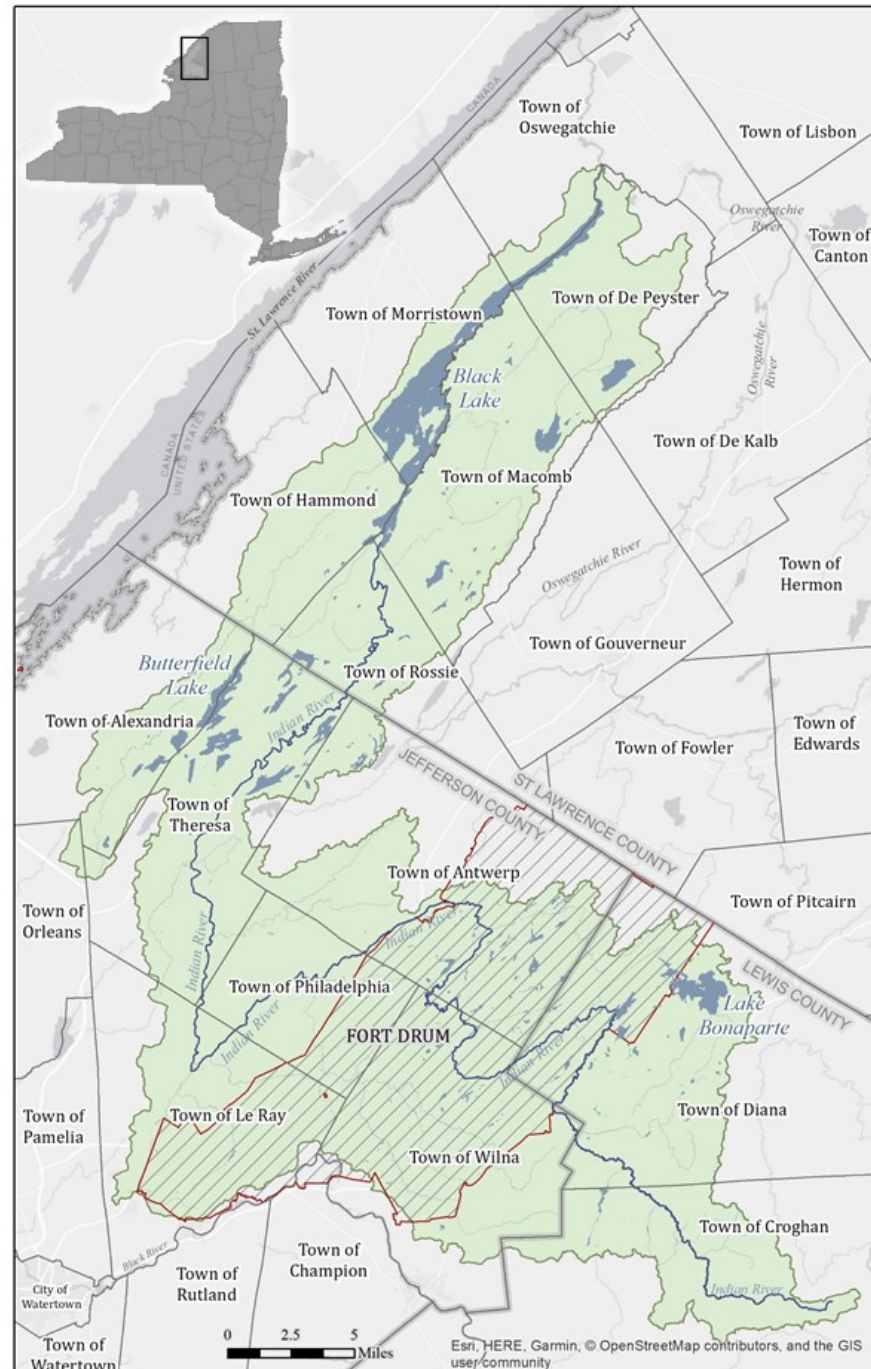 CANADA
Town of
Oswegatchie
Town of Lisbon
Oswegatchie
River
Town of
Canton
St. Lawrence River
Town of De Peyster
Town of Morristown
Oswegatchie
River
Black
Lake
CANADA
UNITED STATES
Town of De Kalb
Town of Macomb
Town of Hammond
Oswegatchie River
Town of
Hermon
Town of Gouverneur
Butterfield
Lake
Town of Rossie
Indian River
Town of Alexandria
Town of Fowler
Town of
Edwards
JEFFERSON COUNTY
ST LAWRENCE COUNTY
Town of
Theresa
Town of Antwerp
Town of Pitcairn
Town of
Orleans
Indian River
Indian River
LEWIS COUNTY
Town of Philadelphia
Lake
Bonaparte
Indian River
FORT DRUM
Indian River
Town of
Pamelia
Town of Le Ray
Town of Diana
Town of Wilna
Town of Croghan
Black River
Town of
Champion
Town of
Rutland
City of
Watertown
Indian River
Town of
Watertown
0 2.5 5
Miles
Esri, HERE, Garmin, © OpenStreetMap contributors, and the GIS
user community